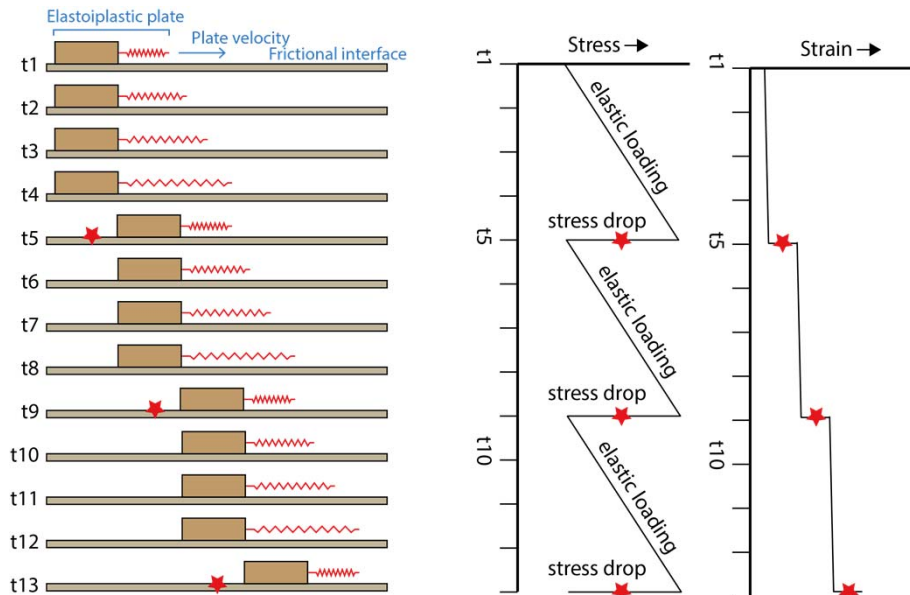 Elastoiplastic plate
Plate velocity
Frictional interface
t1
t2
t3
t4
t5
t6
t7
t8
t9
t10
t11
t12
t13
Stress
t1
elastic loading
stress drop
t5
elastic loading
stress drop
t10
elastic loading
stress drop
Strain
t1
t5
t10